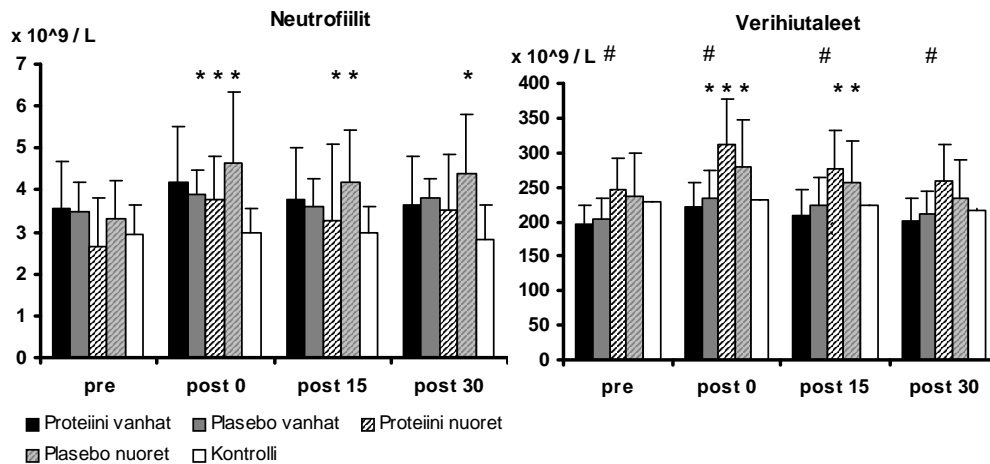 Neutrofiilit
x 10^9 / L
7
6
5
4
3
2
1
0
* * *
* *
*
pre post 0 post 15 post 30
Verihiutaleet
x 10^9 / L
# # # #
400
350
300
250
200
150
100
50
0
* * *
* *
pre post 0 post 15 post 30
Proteiini vanhat Plasebo vanhat Proteiini nuoret
Plasebo nuoret Kontrolli